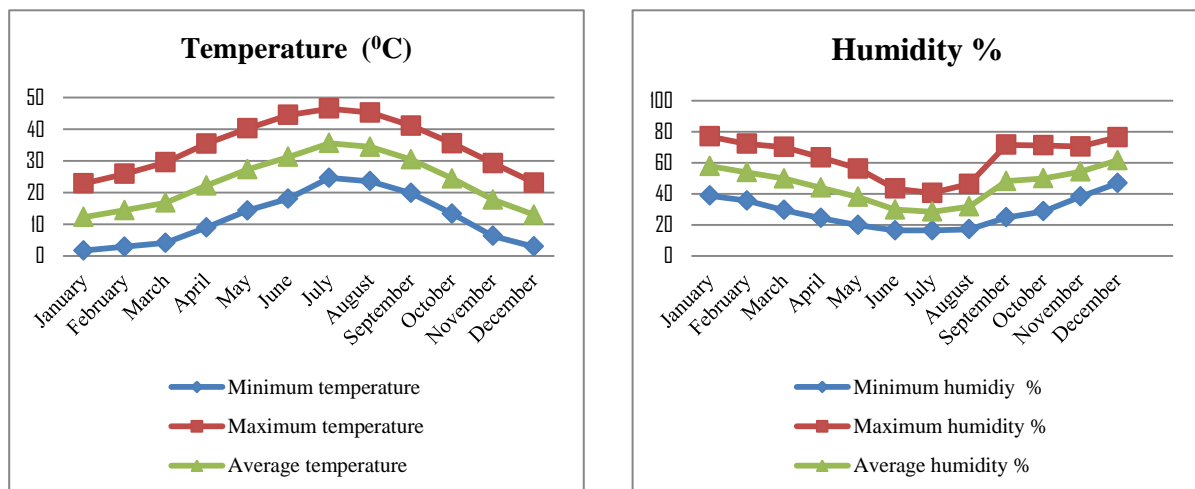 Temperature (⁰C)
50
40
30
20
10
0
January
February
March
April
May
June
July
August
September
October
November
December
Minimum temperature
Maximum temperature
Average temperature
Humidity %
100
80
60
40
20
0
January
February
March
April
May
June
July
August
September
October
November
December
Minimum humidiy %
Maximum humidity %
Average humidity %